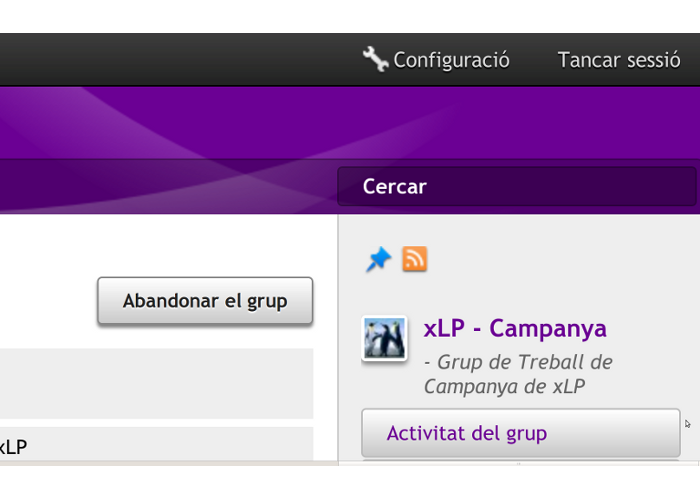 Configuració Tancar sessió
Cercar
Abandonar el grup
xLP - Campanya
- Grup de Treball de
Campanya de xLP
Activitat del grup
xLP